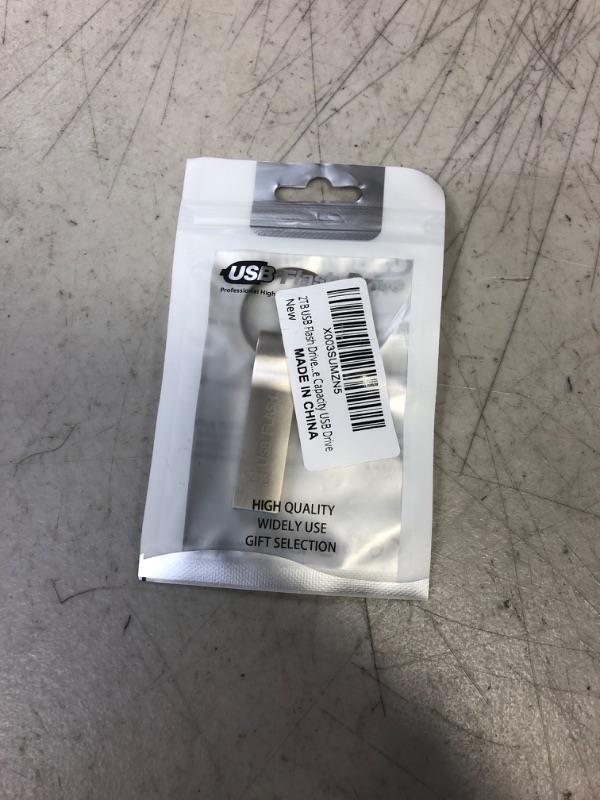 USB Flash
Professional High
X003SUMZN5
2TB USB Flash Drive...e Capacity USB Drive
New
MADE IN CHINA
HIGH QUALITY
WIDELY USE
GIFT SELECTION